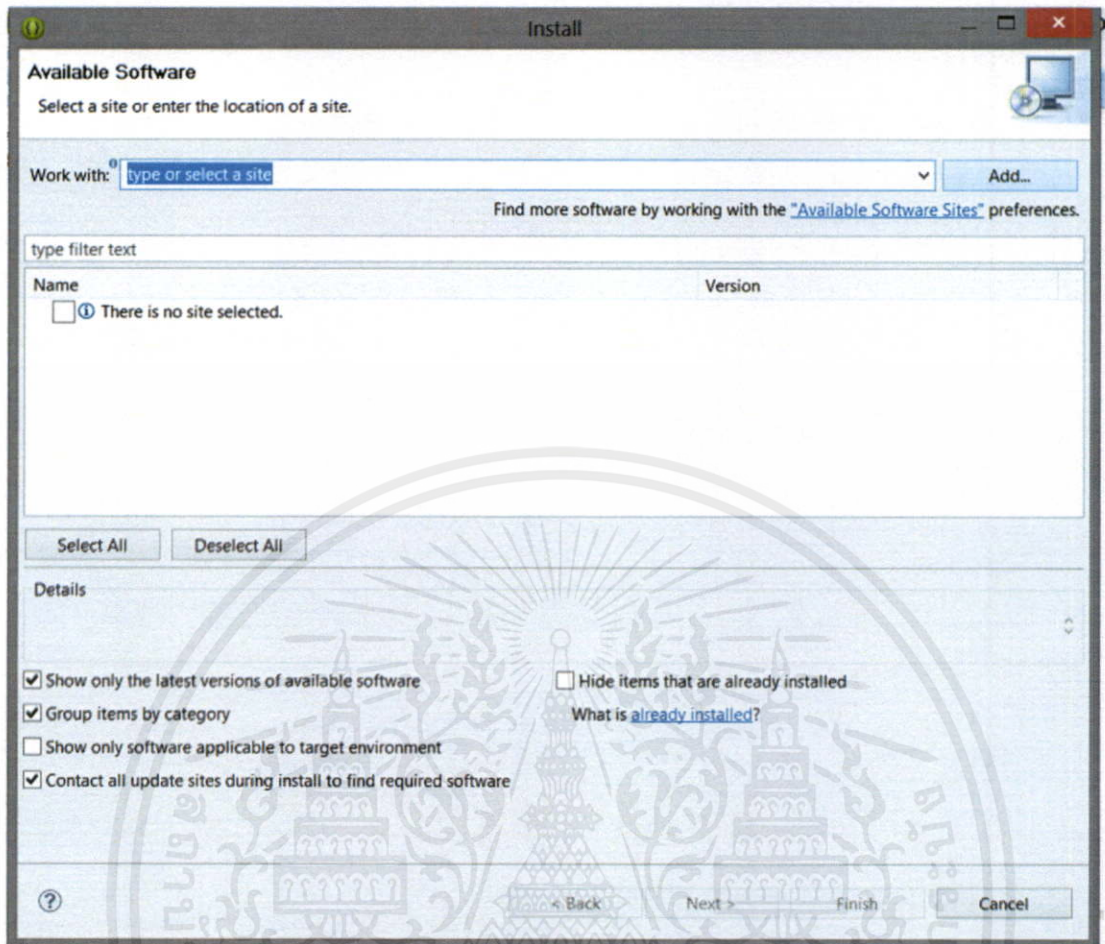 Install
Available Software
Select a site or enter the location of a site.
Work with: type or select a site Add...
Find more software by working with the "Available Software Sites" preferences.
type filter text
Name Version
There is no site selected.
Select All Deselect All
Details
Show only the latest versions of available software Hide items that are already installed
Group items by category What is already installed?
Show only software applicable to target environment
Contact all update sites during install to find required software
< Back Next > Finish Cancel